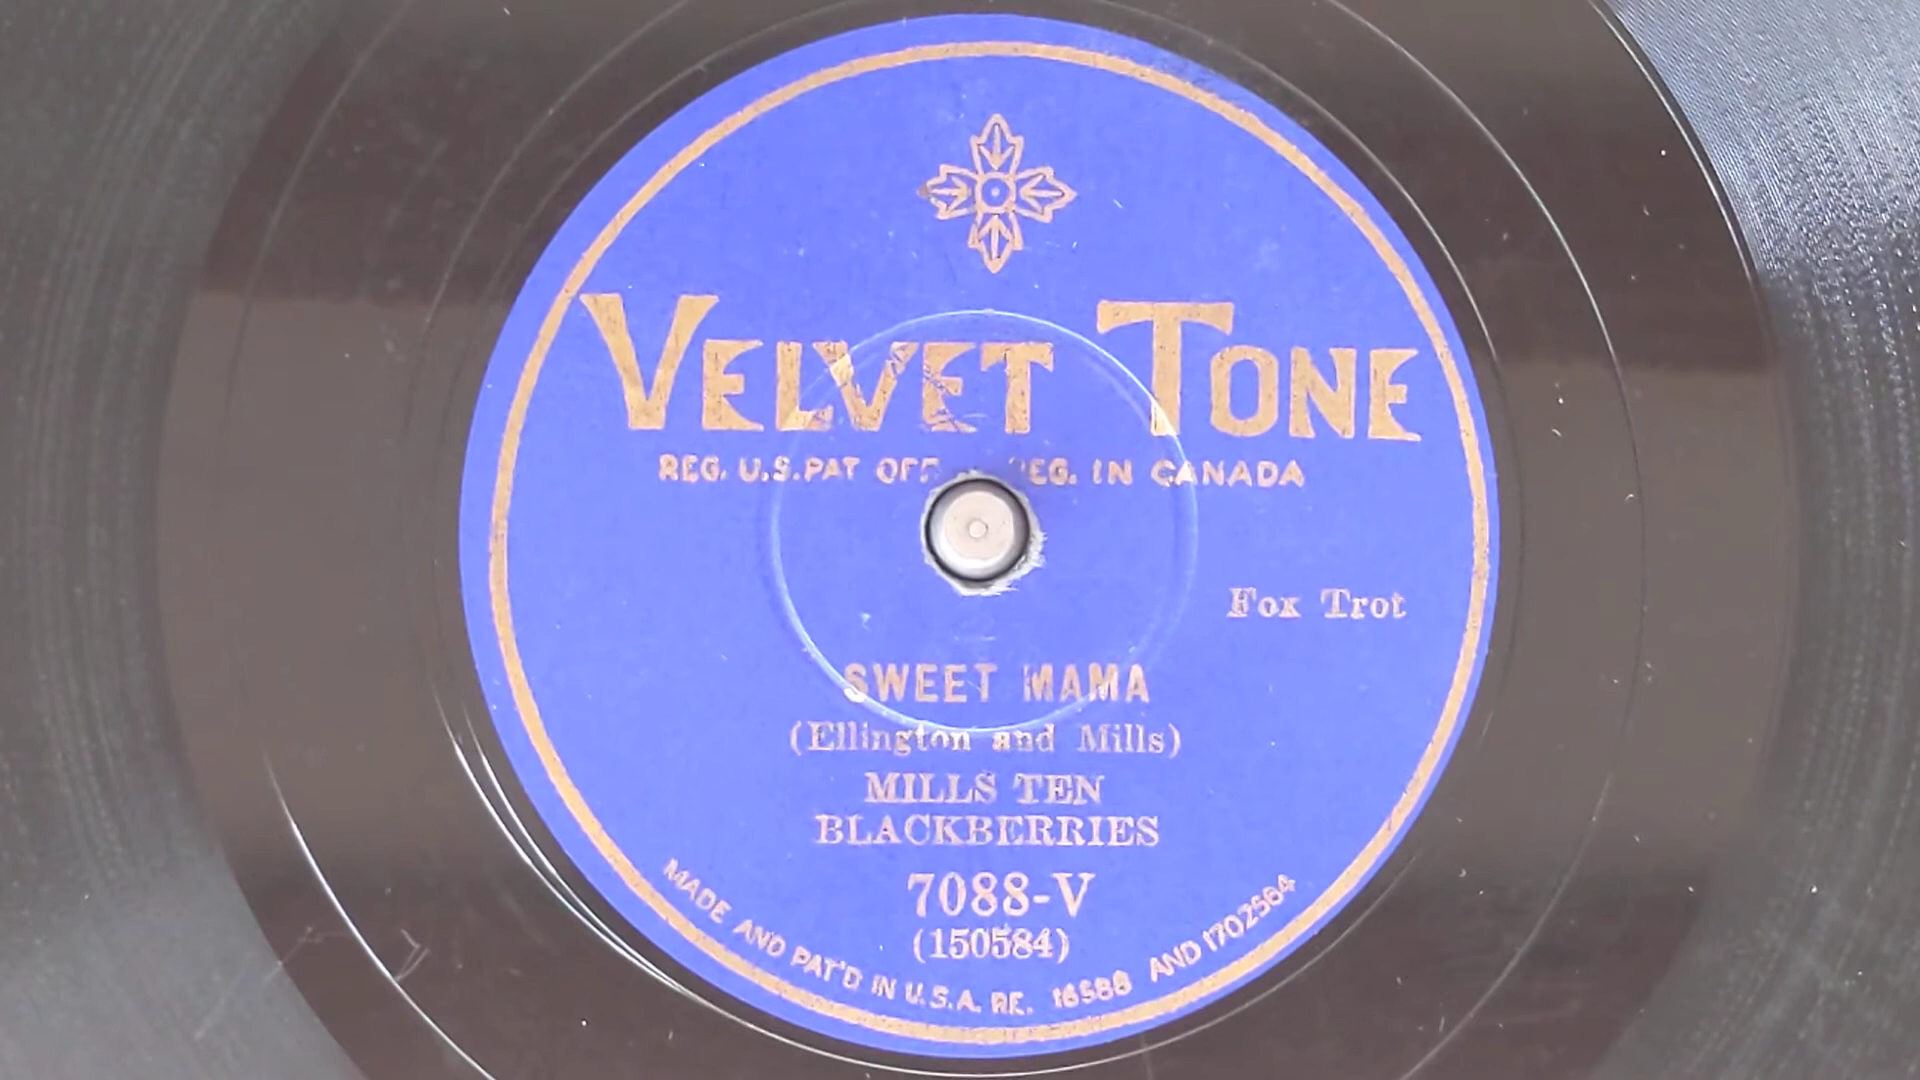 VELVET TONE
REG. U.S. PAT OFF. REG. IN CANADA
Fox Trot
SWEET MAMA
(Ellington and Mills)
MILLS TEN
BLACKBERRIES
7088-V
(150584)
MADE AND PAT'D IN U.S.A. RE. 16588 AND 1702564